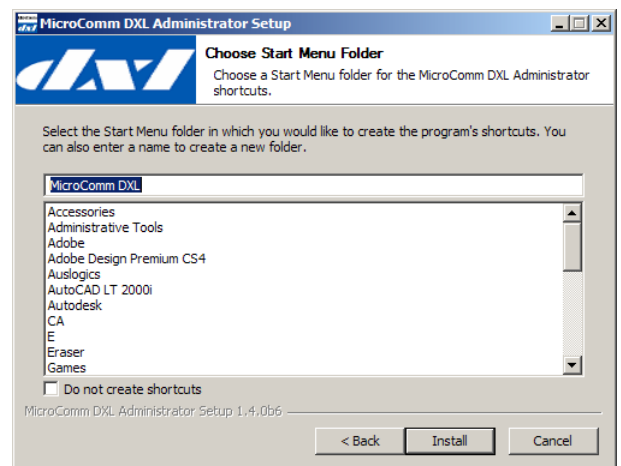 MicroComm DXL Administrator Setup
dxl
Choose Start Menu Folder
Choose a Start Menu folder for the MicroComm DXL Administrator
shortcuts.
Select the Start Menu folder in which you would like to create the program's shortcuts. You
can also enter a name to create a new folder.
MicroComm DXL
Accessories
Administrative Tools
Adobe
Adobe Design Premium CS4
Auslogics
AutoCAD LT 2000i
Autodesk
CA
E
Eraser
Games
Do not create shortcuts
MicroComm DXL Administrator Setup 1.4.0b6
< Back
Install
Cancel